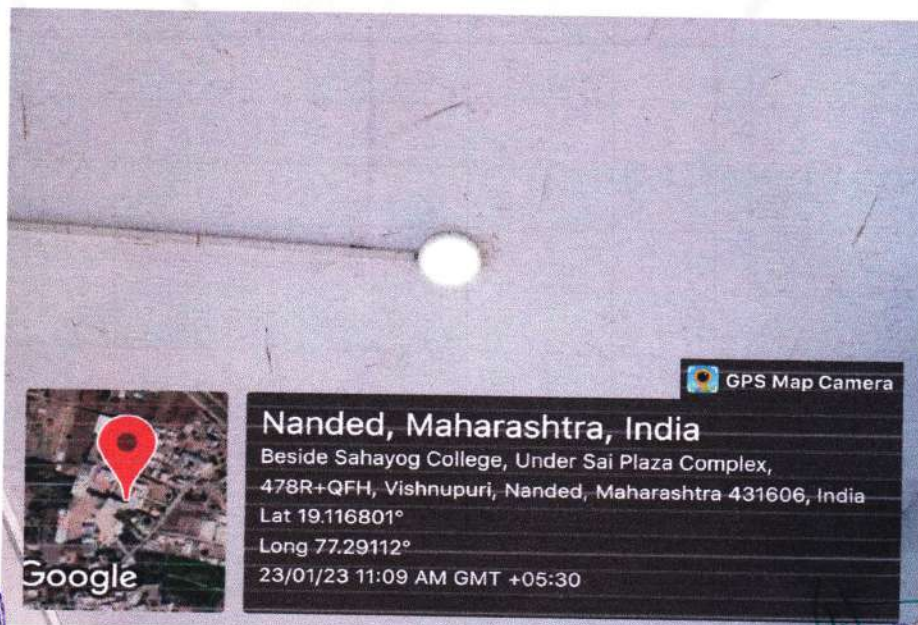 GPS Map Camera
Nanded, Maharashtra, India
Beside Sahayog College, Under Sai Plaza Complex,
478R+QFH, Vishnupuri, Nanded, Maharashtra 431606, India
Lat 19.116801°
Long 77.29112°
23/01/23 11:09 AM GMT +05:30
Google